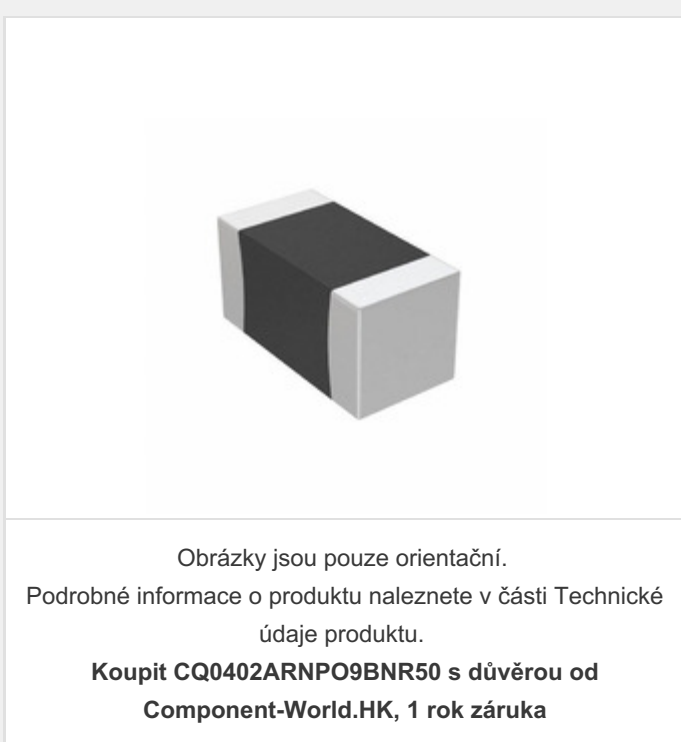 Obrázky jsou pouze orientační.
Podrobné informace o produktu naleznete v části Technické
údaje produktu.
Koupit CQ0402ARNPO9BNR50 s důvěrou od
Component-World.HK, 1 rok záruka